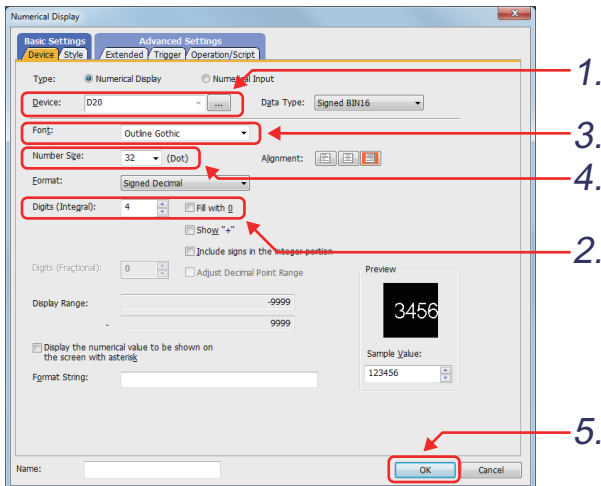 Numerical Display
Basic Settings Advanced Settings
Device Style Extended Trigger Operation/Script
Type: Numerical Display Numerical Input
1.
Device: D20 ... Data Type: Signed BIN16
Font: Outline Gothic
3.
Number Size: 32 (Dot) Alignment:
4.
Format: Signed Decimal
Digits (Integral): 4 Fill with 0
Show "+"
2.
Include signs in the integer portion
Digits (Fractional): 0 Adjust Decimal Point Range
Preview
3456
Display Range: -9999
- 9999
Display the numerical value to be shown on
the screen with asterisk
Sample Value:
123456
Format String:
5.
Name: OK Cancel